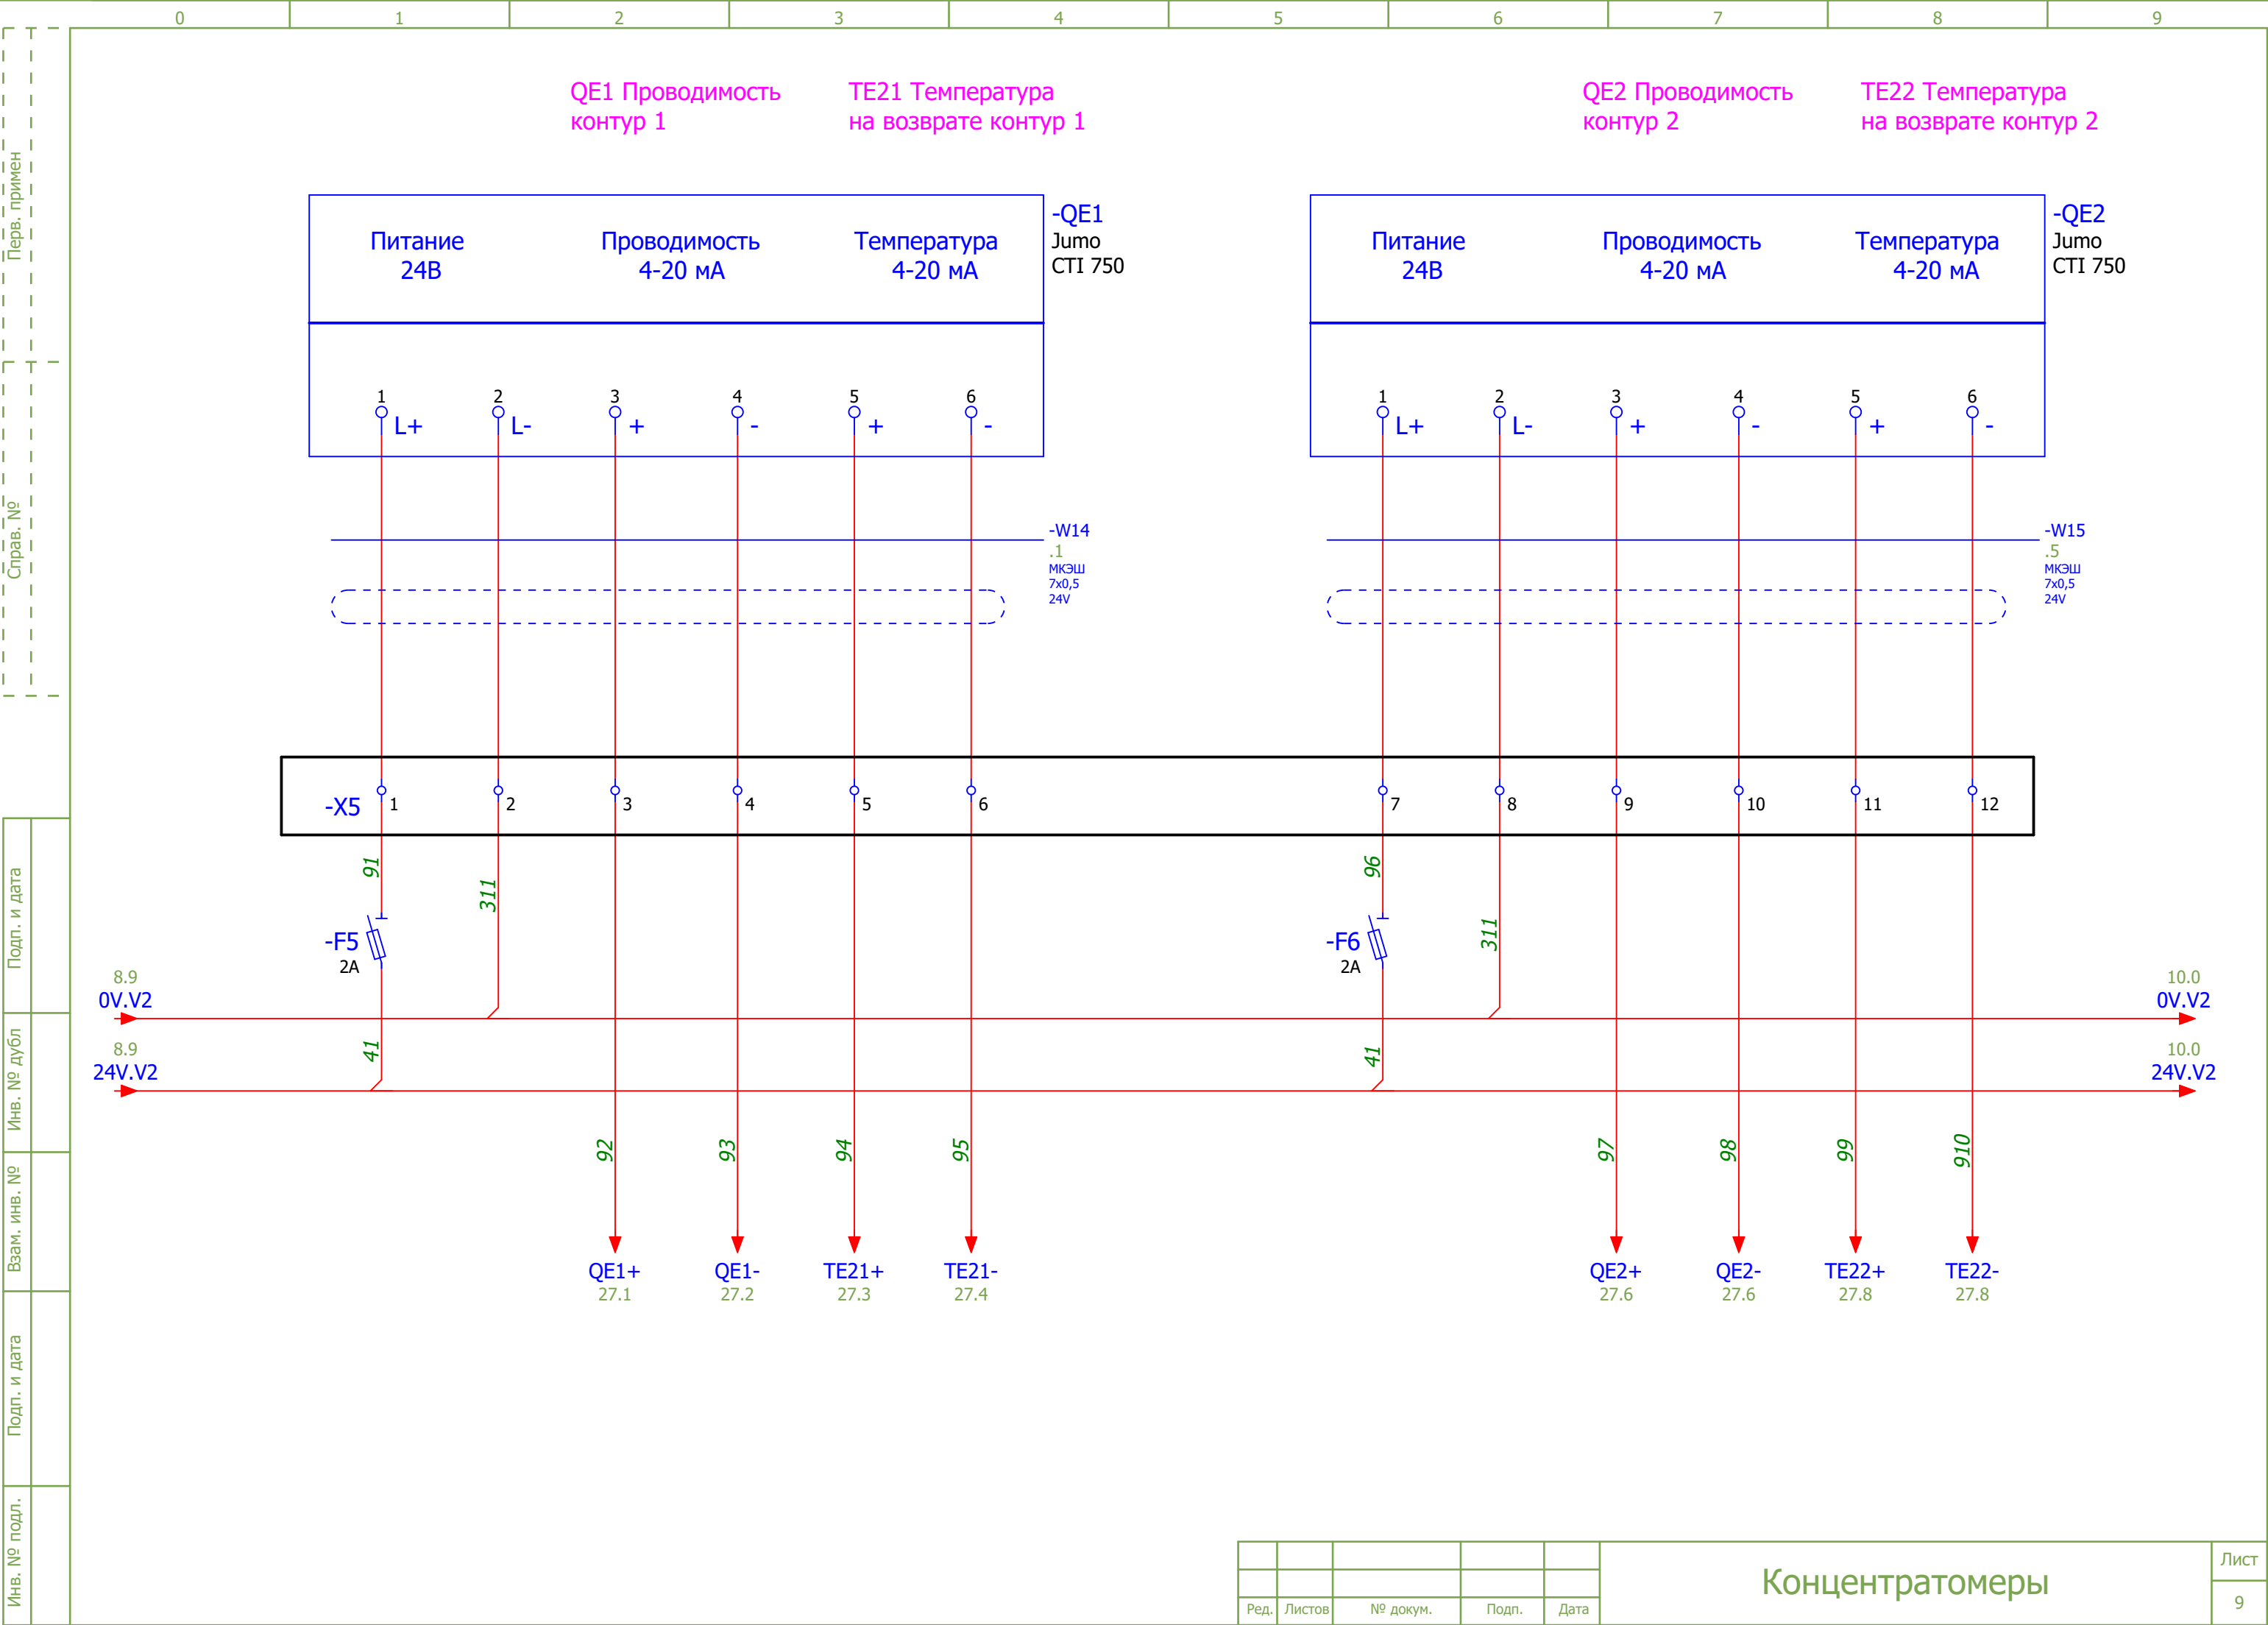 0 1 2 3 4 5 6 7 8 9
QE1 Проводимость
контур 1
TE21 Температура
на возврате контур 1
QE2 Проводимость
контур 2
TE22 Температура
на возврате контур 2
Питание
24В
Проводимость
4-20 мА
Температура
4-20 мА
-QE1
Jumo
CTI 750
1 2 3 4 5 6
L+ L- + - + -
Питание
24В
Проводимость
4-20 мА
Температура
4-20 мА
-QE2
Jumo
CTI 750
1 2 3 4 5 6
L+ L- + - + -
-W14
.1
МКЭШ
7x0,5
24V
-W15
.5
МКЭШ
7x0,5
24V
-X5 1 2 3 4 5 6 7 8 9 10 11 12
91
311
96
311
-F5
2A
-F6
2A
8.9
0V.V2
10.0
0V.V2
41
41
8.9
24V.V2
10.0
24V.V2
92 93 94 95 97 98 99 910
QE1+ QE1- TE21+ TE21- QE2+ QE2- TE22+ TE22-
27.1 27.2 27.3 27.4 27.6 27.6 27.8 27.8
Перв. примен
Справ. №
Подп. и дата
Инв. № дубл
Взам. инв. №
Подп. и дата
Инв. № подл.
Ред. Листов № докум. Подп. Дата
Концентратомеры
Лист
9